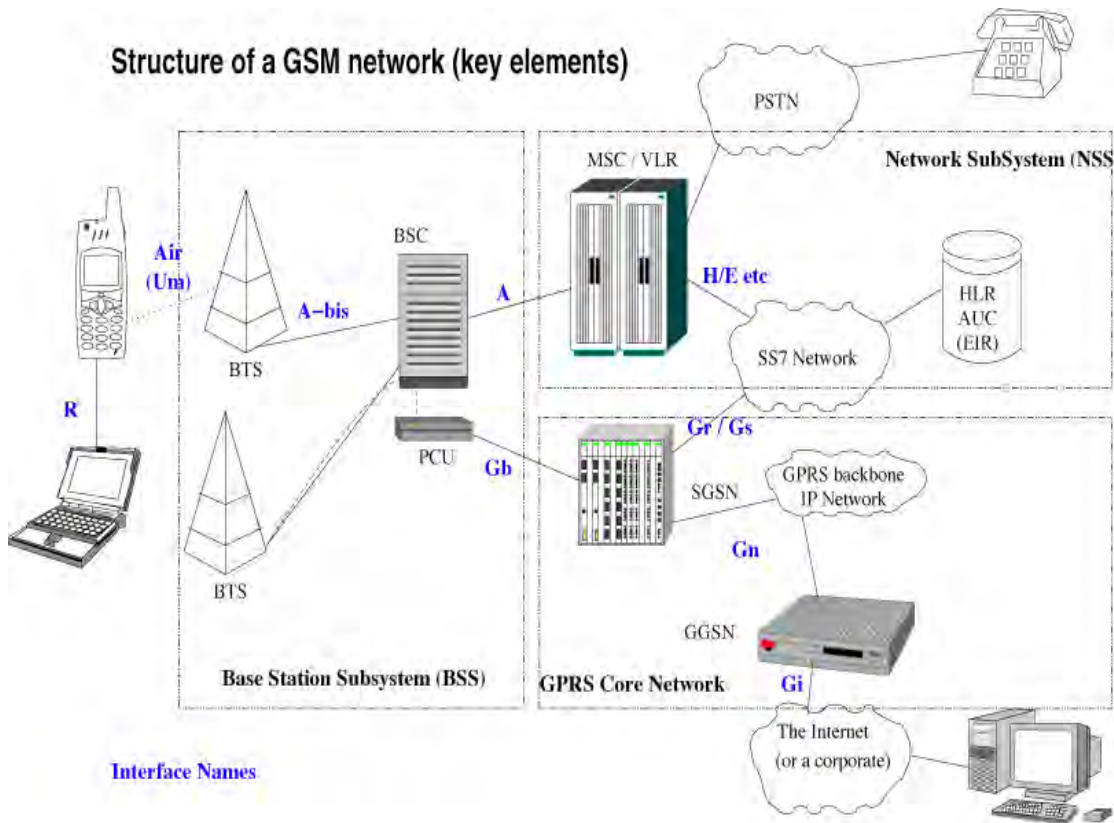 Structure of a GSM network (key elements)
PSTN
MSC / VLR
Network SubSystem (NSS
BSC
Air
(Um)
A-bis
A
H/E etc
HLR
AUC
(EIR)
BTS
SS7 Network
R
Gr / Gs
PCU
Gb
SGSN
GPRS backbone
IP Network
Gn
BTS
GGSN
Base Station Subsystem (BSS)
GPRS Core Network
Gi
The Internet
(or a corporate)
Interface Names